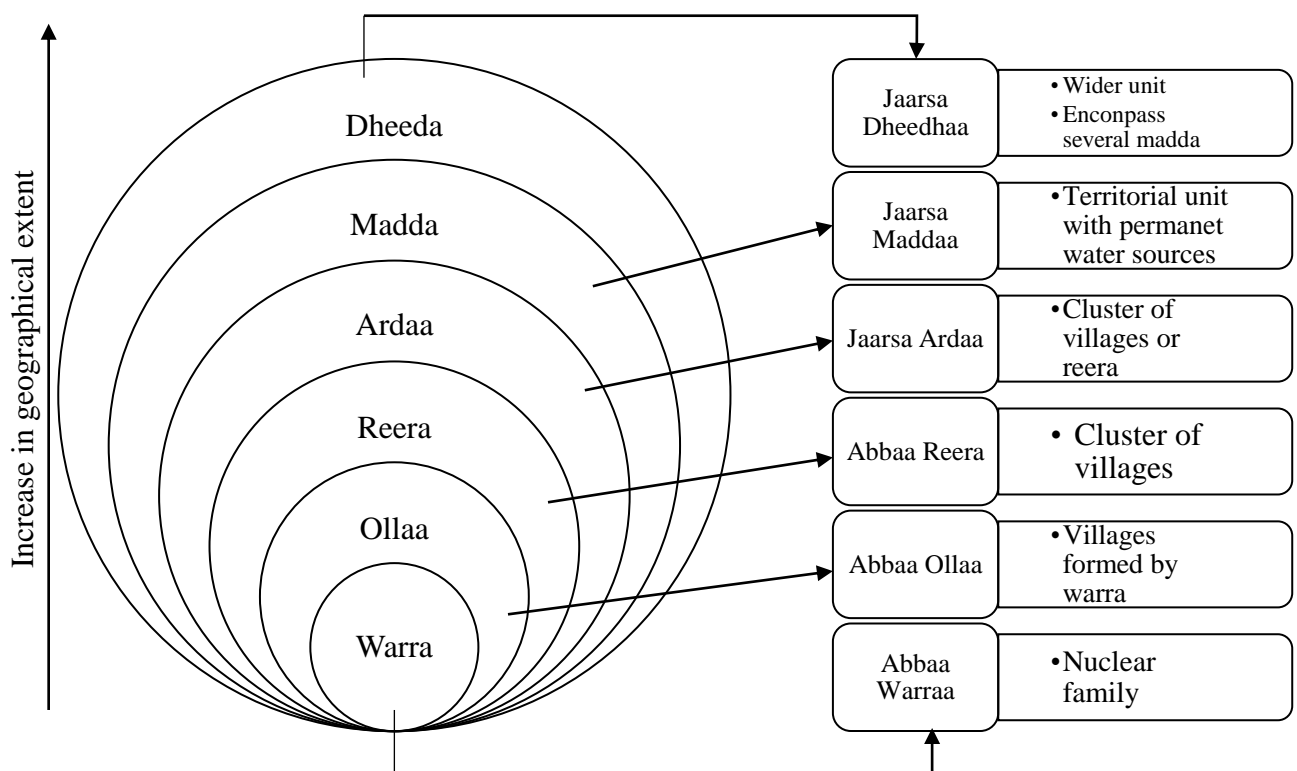 Increase in geographical extent
Dheeda
Madda
Ardaa
Reera
Ollaa
Warra
Jaarsa
Dheedhaa
• Wider unit
• Enconpass
several madda
Jaarsa
Maddaa
• Territorial unit
with permanet
water sources
Jaarsa Ardaa
• Cluster of
villages or
reera
Abbaa Reera
• Cluster of
villages
Abbaa Ollaa
• Villages
formed by
warra
Abbaa
Warraa
• Nuclear
family